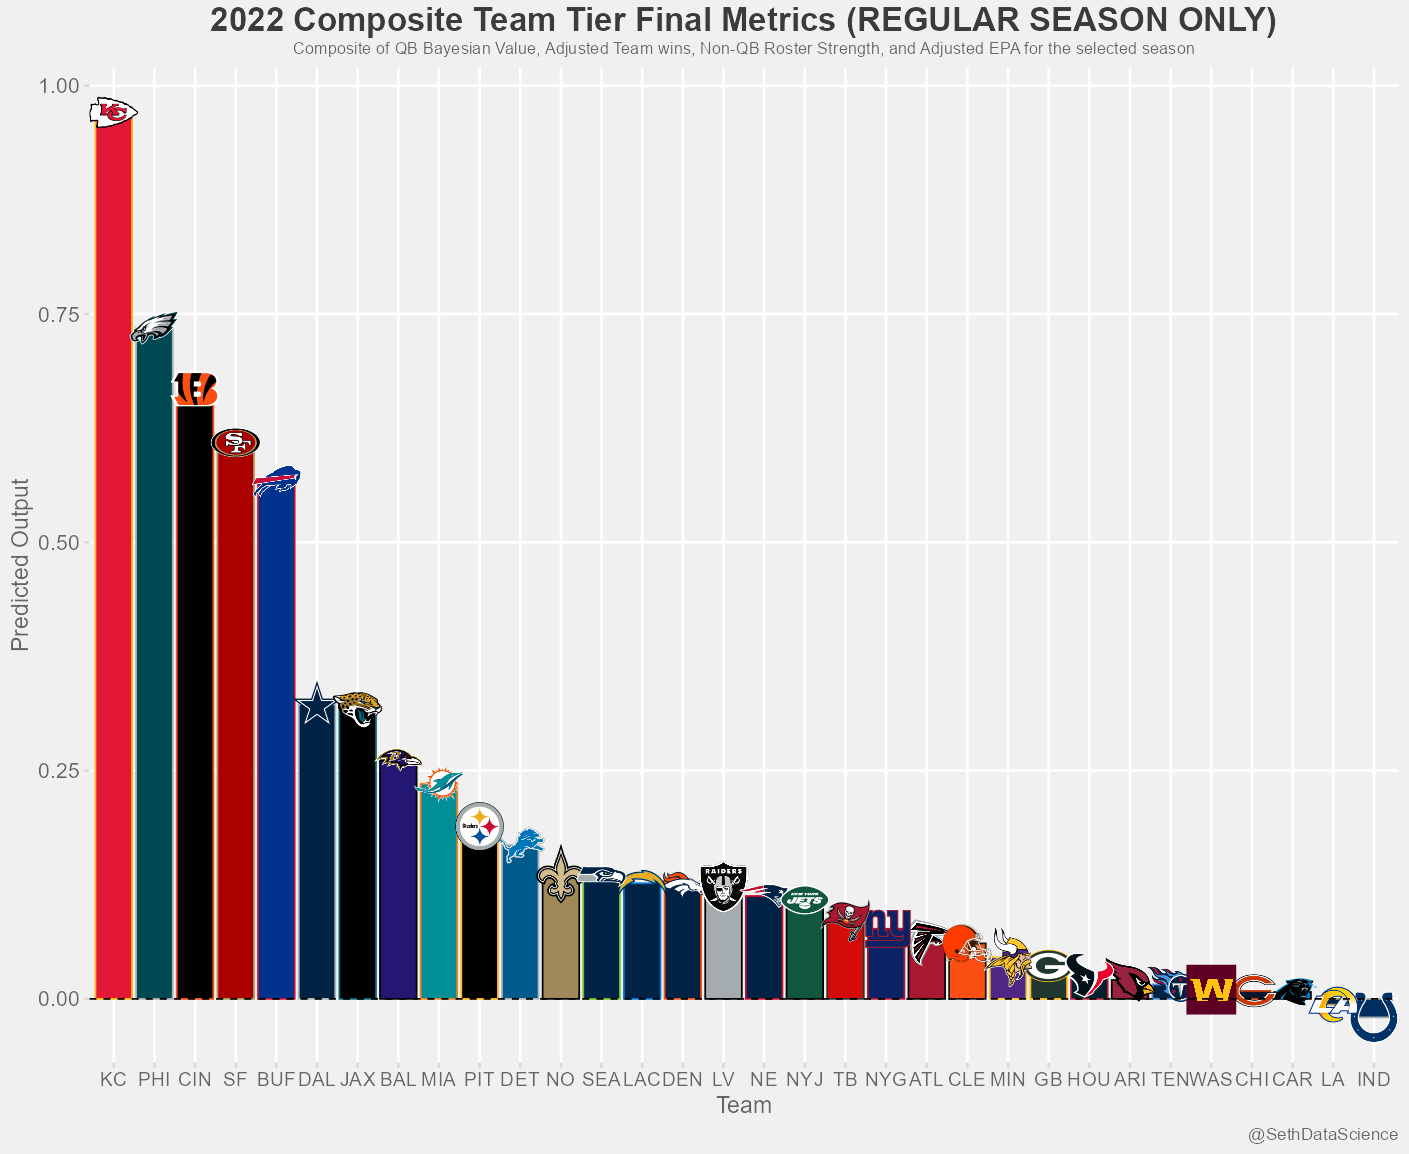 2022 Composite Team Tier Final Metrics (REGULAR SEASON ONLY)
Composite of QB Bayesian Value, Adjusted Team wins, Non-QB Roster Strength, and Adjusted EPA for the selected season
1.00
0.75
0.50
0.25
0.00
Predicted Output
KC
SF
Steelers
RAIDERS
NEW YORK
JETS
ny
G
T
W
C
LA
KC PHI CIN SF BUF DAL JAX BAL MIA PIT DET NO SEA LAC DEN LV NE NYJ TB NYG ATL CLE MIN GB HOU ARI TEN WAS CHI CAR LA IND
Team
@SethDataScience